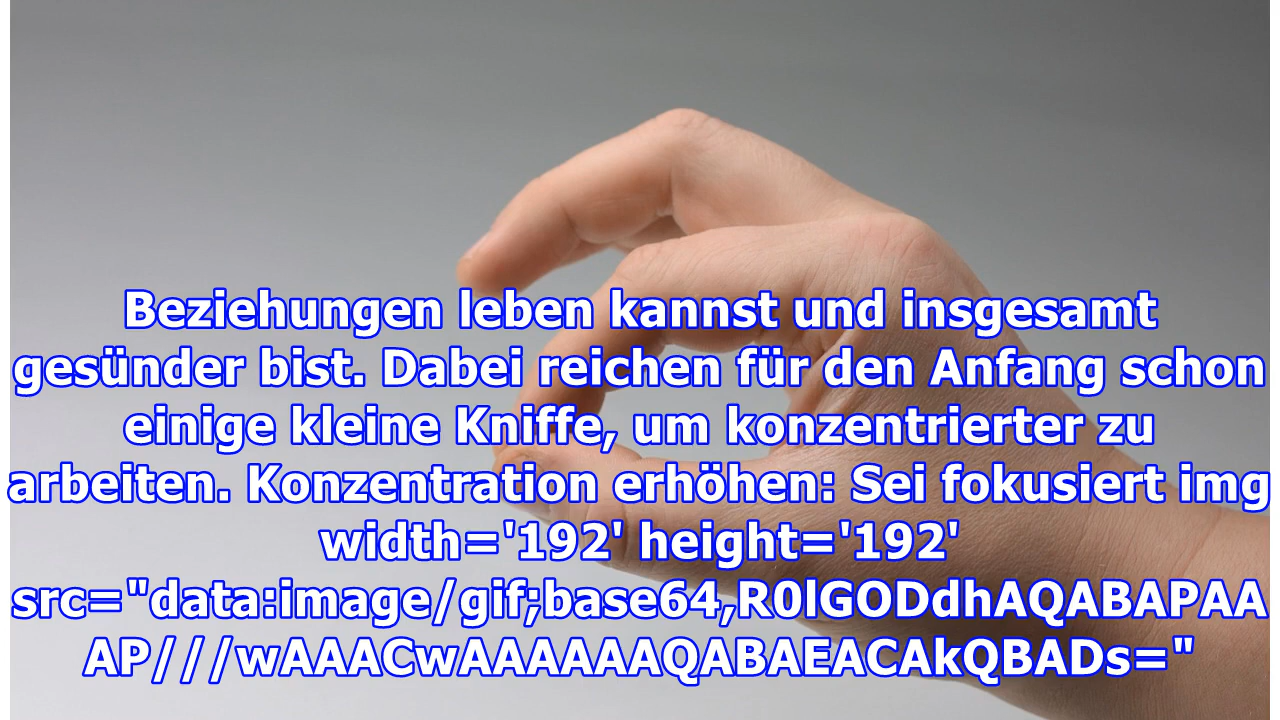 Beziehungen leben kannst und insgesamt
gesünder bist. Dabei reichen für den Anfang schon
einige kleine Kniffe, um konzentrierter zu
arbeiten. Konzentration erhöhen: Sei fokusiert img
width='192' height='192'
src="data:image/gif;base64,R0lGODdhAQABAPAA
AP///wAAACwAAAAAAQABAEACAkQBADs="